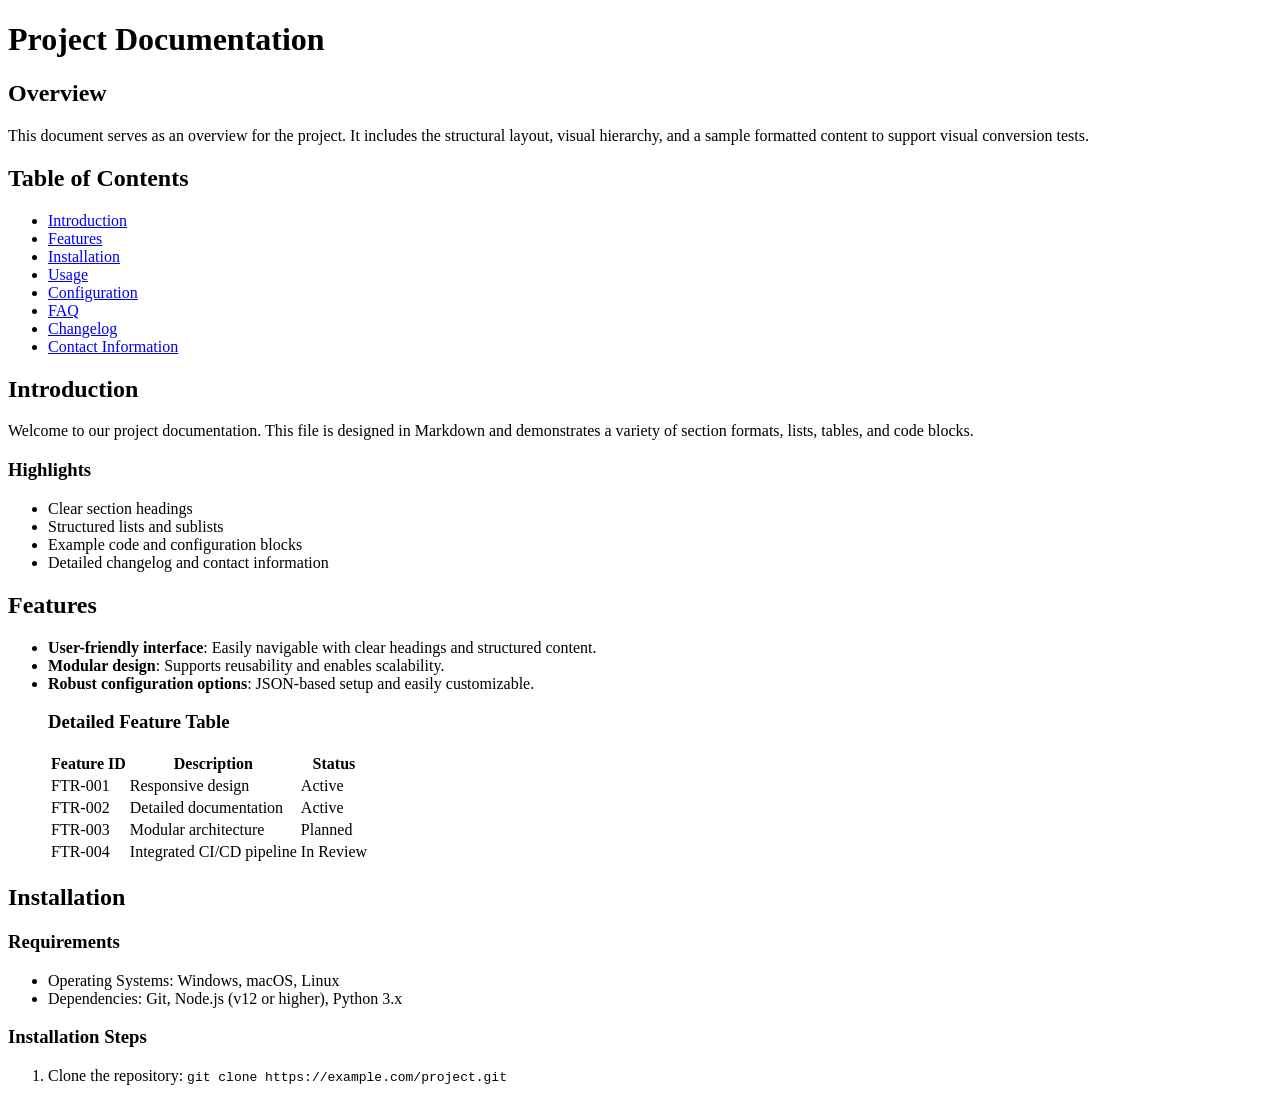 Project Documentation
Overview
This document serves as an overview for the project. It includes the structural layout, visual hierarchy, and a sample formatted content to support visual conversion tests.
Table of Contents
Introduction
Features
Installation
Usage
Configuration
FAQ
Changelog
Contact Information
Introduction
Welcome to our project documentation. This file is designed in Markdown and demonstrates a variety of section formats, lists, tables, and code blocks.
Highlights
Clear section headings
Structured lists and sublists
Example code and configuration blocks
Detailed changelog and contact information
Features
User-friendly interface: Easily navigable with clear headings and structured content.
Modular design: Supports reusability and enables scalability.
Robust configuration options: JSON-based setup and easily customizable.
Detailed Feature Table
Feature ID Description Status
FTR-001 Responsive design Active
FTR-002 Detailed documentation Active
FTR-003 Modular architecture Planned
FTR-004 Integrated CI/CD pipeline In Review
Installation
Requirements
Operating Systems: Windows, macOS, Linux
Dependencies: Git, Node.js (v12 or higher), Python 3.x
Installation Steps
1. Clone the repository: git clone https://example.com/project.git